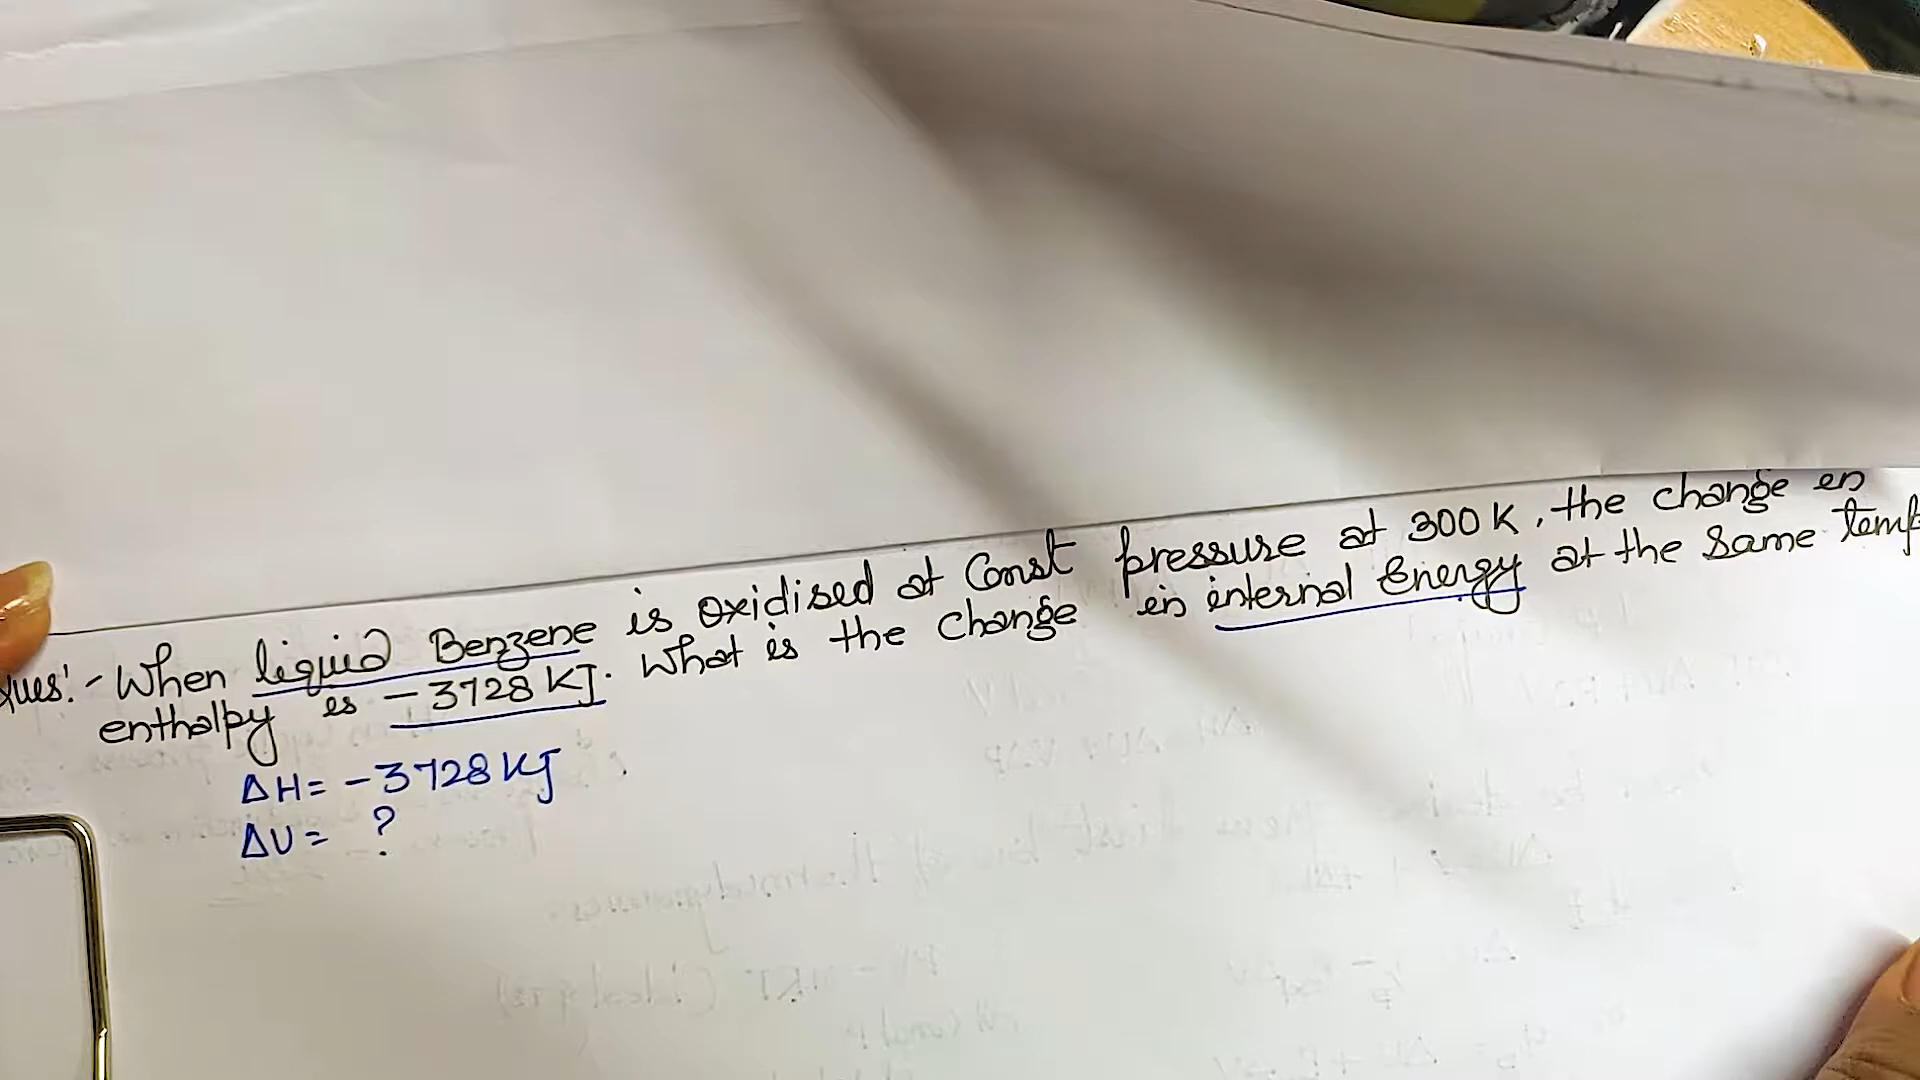 Ques:- When liquid Benzene is oxidised at Const pressure at 300 K, the change in
enthalpy is -3728 KJ. What is the change in internal Energy at the same temp
ΔH = -3728 KJ
ΔU = ?